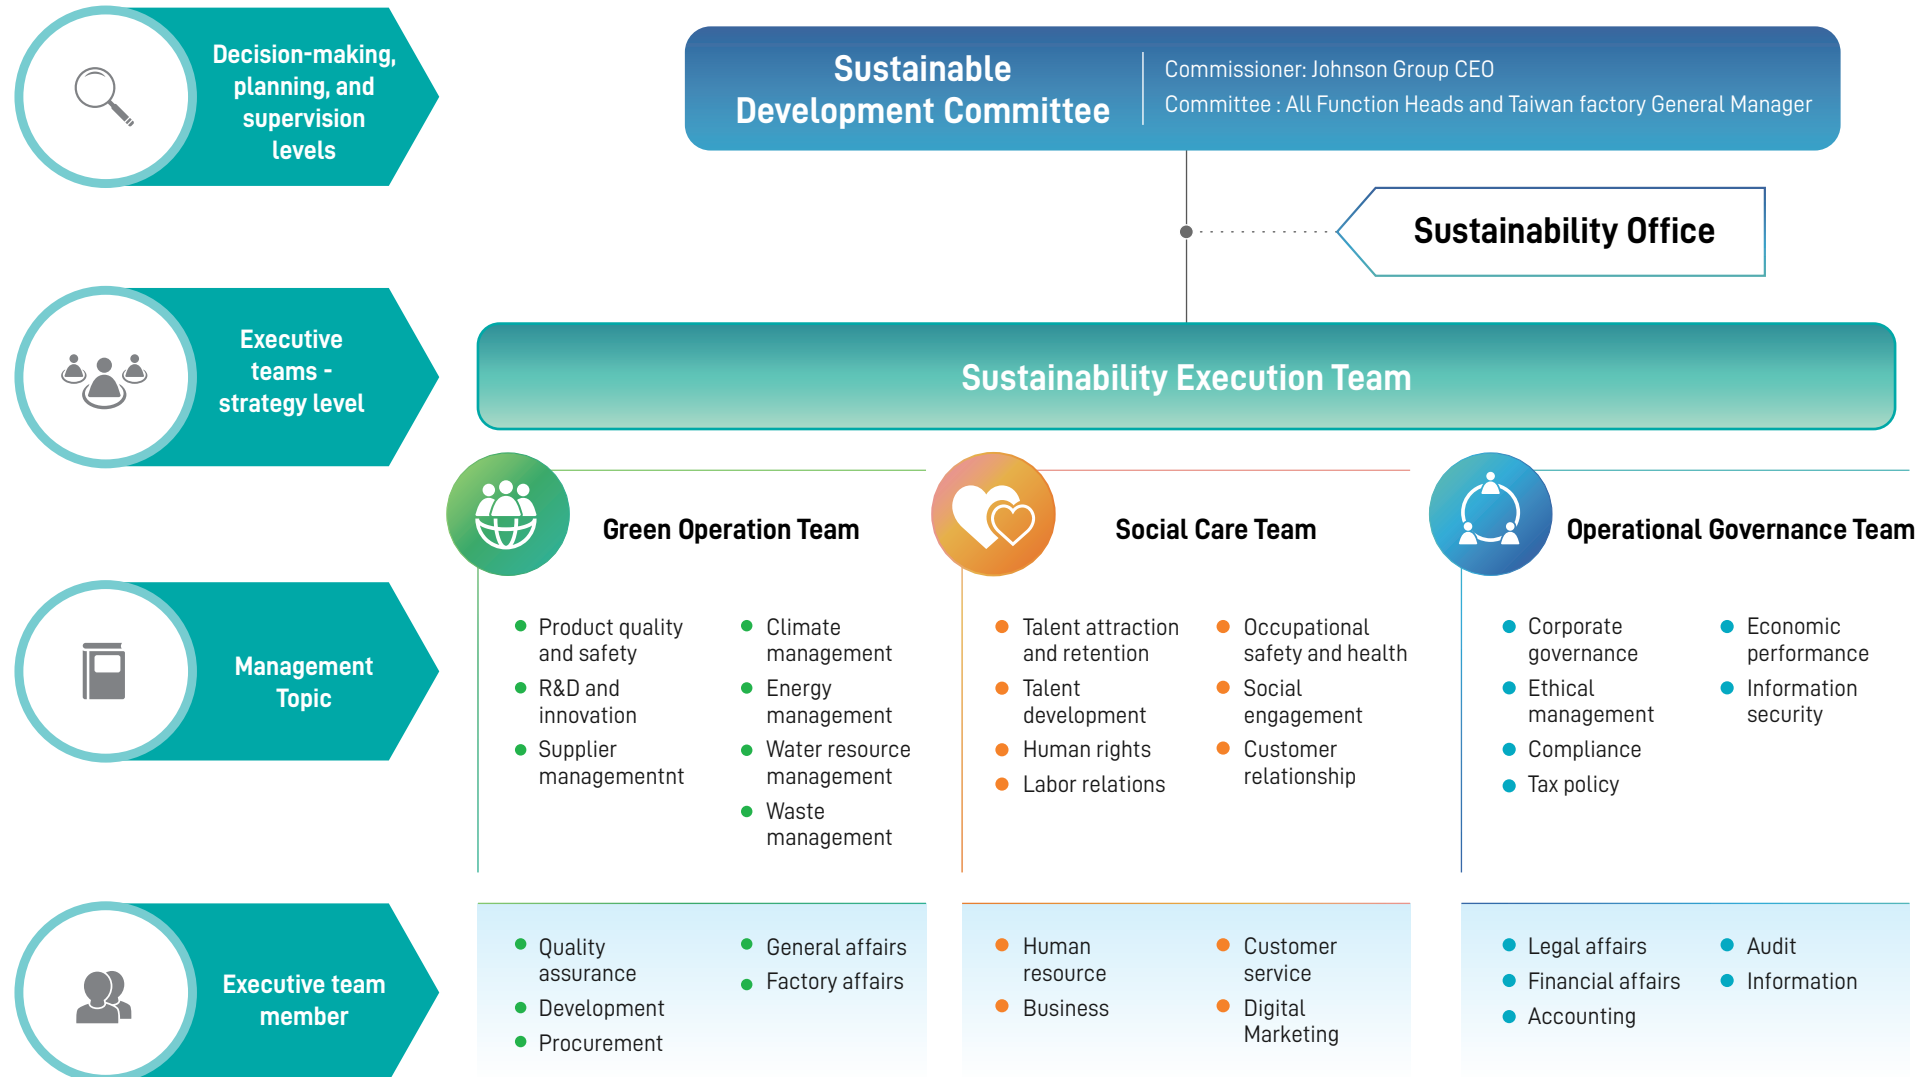 Decision-making,
planning, and
supervision
levels
Sustainable
Development Committee
Commissioner: Johnson Group CEO
Committee : All Function Heads and Taiwan factory General Manager
Sustainability Office
Executive
teams -
strategy level
Sustainability Execution Team
Green Operation Team
Social Care Team
Operational Governance Team
Management
Topic
Product quality
and safety
R&D and
innovation
Supplier
managementnt
Climate
management
Energy
management
Water resource
management
Waste
management
Talent attraction
and retention
Talent
development
Human rights
Labor relations
Occupational
safety and health
Social
engagement
Customer
relationship
Corporate
governance
Ethical
management
Compliance
Tax policy
Economic
performance
Information
security
Executive team
member
Quality
assurance
Development
Procurement
General affairs
Factory affairs
Human
resource
Business
Customer
service
Digital
Marketing
Legal affairs
Financial affairs
Accounting
Audit
Information